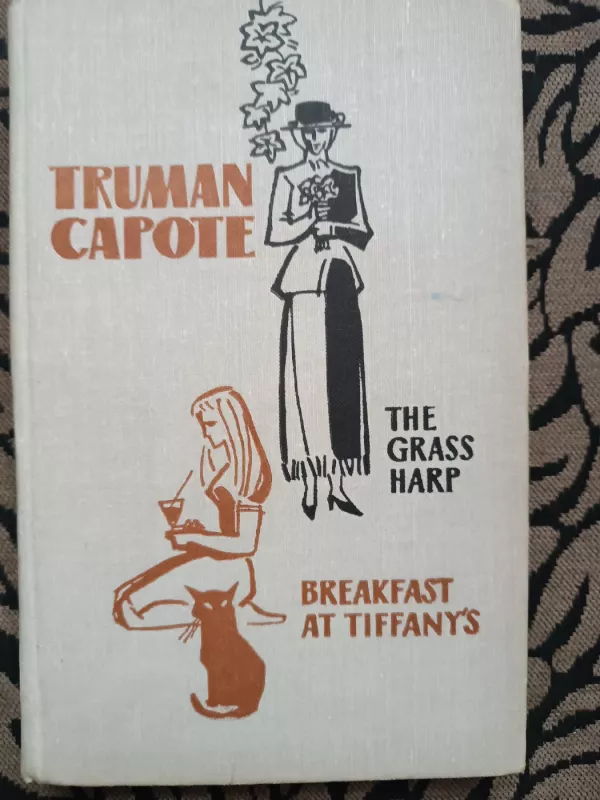 TRUMAN
CAPOTE
THE
GRASS
HARP
BREAKFAST
AT TIFFANY'S